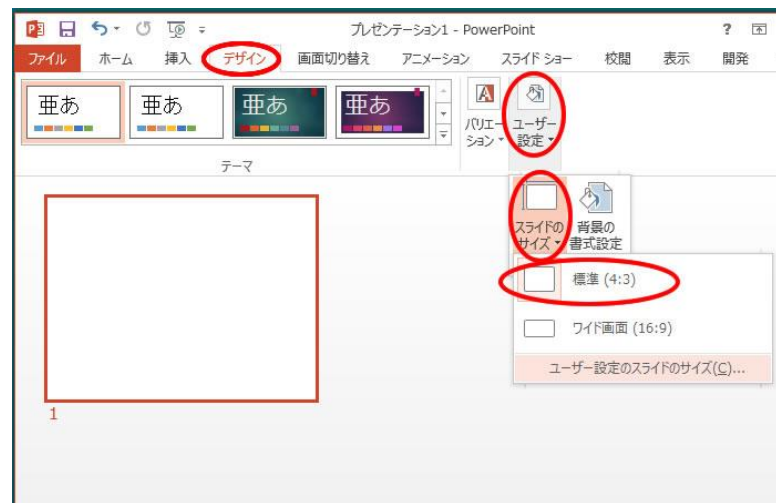 プレゼンテーション1 - PowerPoint ?
ファイル ホーム 挿入 デザイン 画面切り替え アニメーション スライド ショー 校閲 表示 開発
亜あ 亜あ 亜あ 亜あ
バリエー
ション
ユーザー
設定
テーマ
スライドの
サイズ
背景の
書式設定
標準 (4:3)
ワイド画面 (16:9)
ユーザー設定のスライドのサイズ(C)...
1